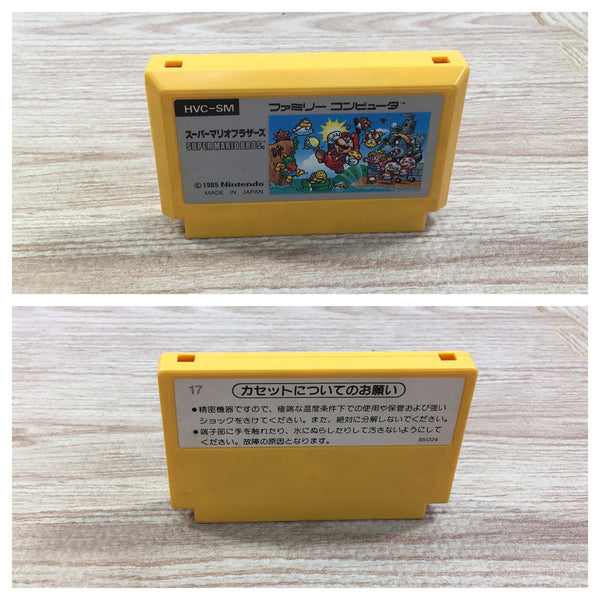 HVC-SM
ファミリー コンピュータ™
スーパーマリオブラザーズ
SUPER MARIO BROS.
©1985 Nintendo
MADE IN JAPAN
17
カセットについてのお願い
●精密機器ですので、極端な温度条件下での使用や保管および強い
ショックをさけてください。また、絶対に分解しないでください。
●端子部に手を触れたり、水にぬらしたりして汚さないようにして
ください。故障の原因となります。
851224